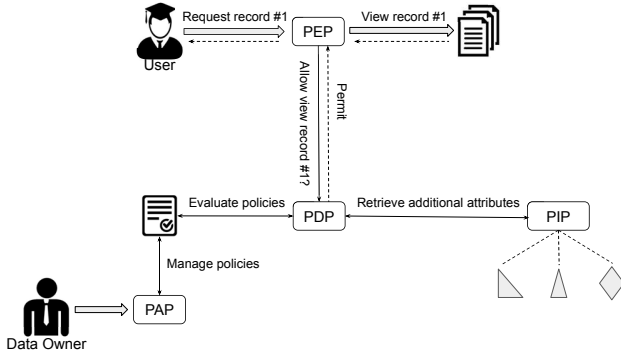 Request record #1
PEP
View record #1
User
Allow view
record #1?
Permit
Evaluate policies
PDP
Retrieve additional attributes
PIP
Manage policies
PAP
Data Owner